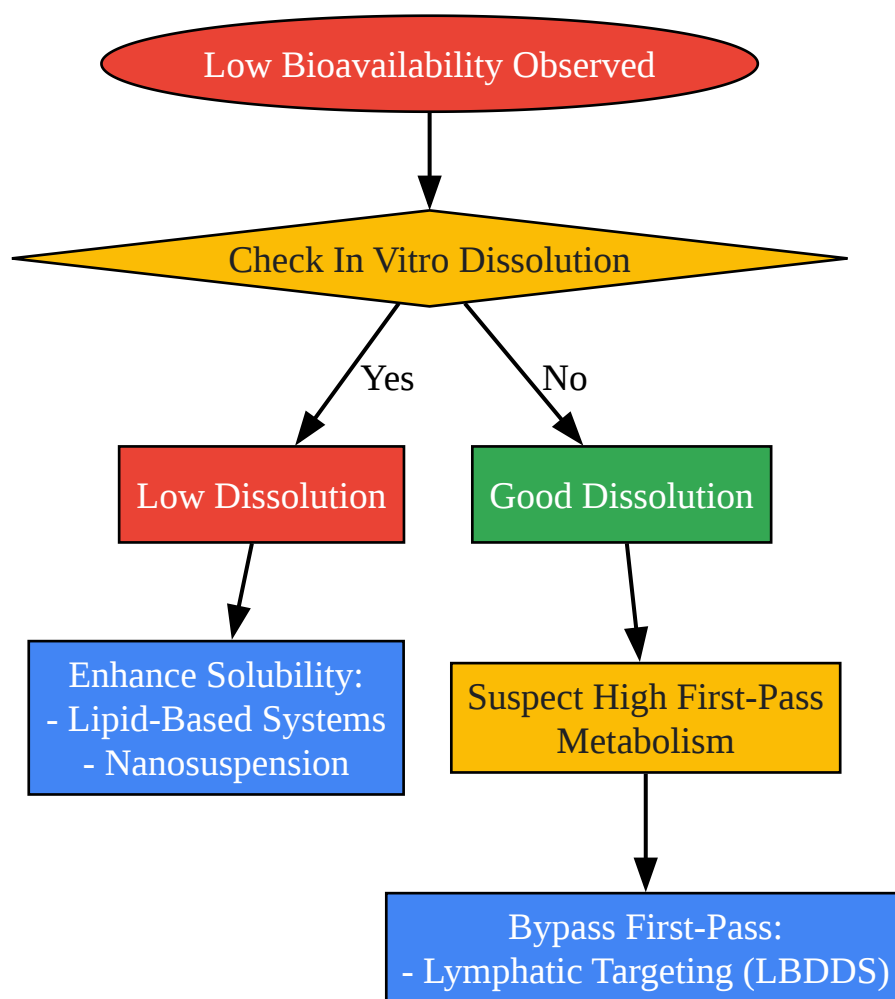 Low Bioavailability Observed
Check In Vitro Dissolution
Yes
No
Low Dissolution
Good Dissolution
Enhance Solubility:
- Lipid-Based Systems
- Nanosuspension
Suspect High First-Pass
Metabolism
Bypass First-Pass:
- Lymphatic Targeting (LBDDS)